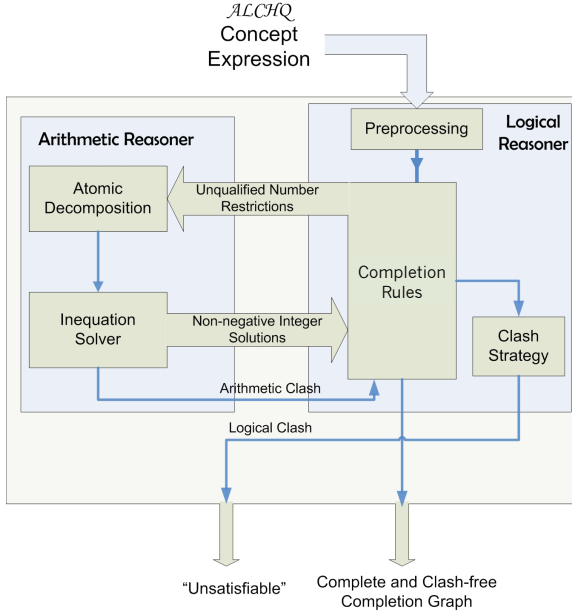 ALCHQ
Concept
Expression
Preprocessing
Logical
Reasoner
Arithmetic Reasoner
Atomic
Decomposition
Unqualified Number
Restrictions
Completion
Rules
Inequation
Solver
Non-negative Integer
Solutions
Clash
Strategy
Arithmetic Clash
Logical Clash
“Unsatisfiable”
Complete and Clash-free
Completion Graph